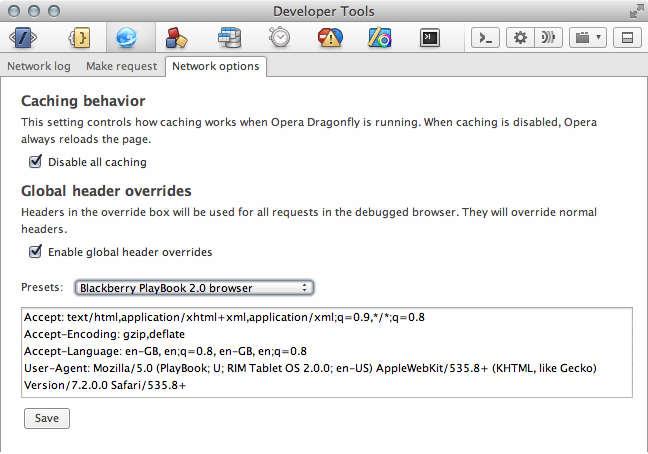 Developer Tools
Network log Make request Network options
Caching behavior
This setting controls how caching works when Opera Dragonfly is running. When caching is disabled, Opera
always reloads the page.
Disable all caching
Global header overrides
Headers in the override box will be used for all requests in the debugged browser. They will override normal
headers.
Enable global header overrides
Presets: Blackberry PlayBook 2.0 browser
Accept: text/html,application/xhtml+xml,application/xml;q=0.9,*/*;q=0.8
Accept-Encoding: gzip,deflate
Accept-Language: en-GB, en;q=0.8, en-GB, en;q=0.8
User-Agent: Mozilla/5.0 (PlayBook; U; RIM Tablet OS 2.0.0; en-US) AppleWebKit/535.8+ (KHTML, like Gecko)
Version/7.2.0.0 Safari/535.8+
Save